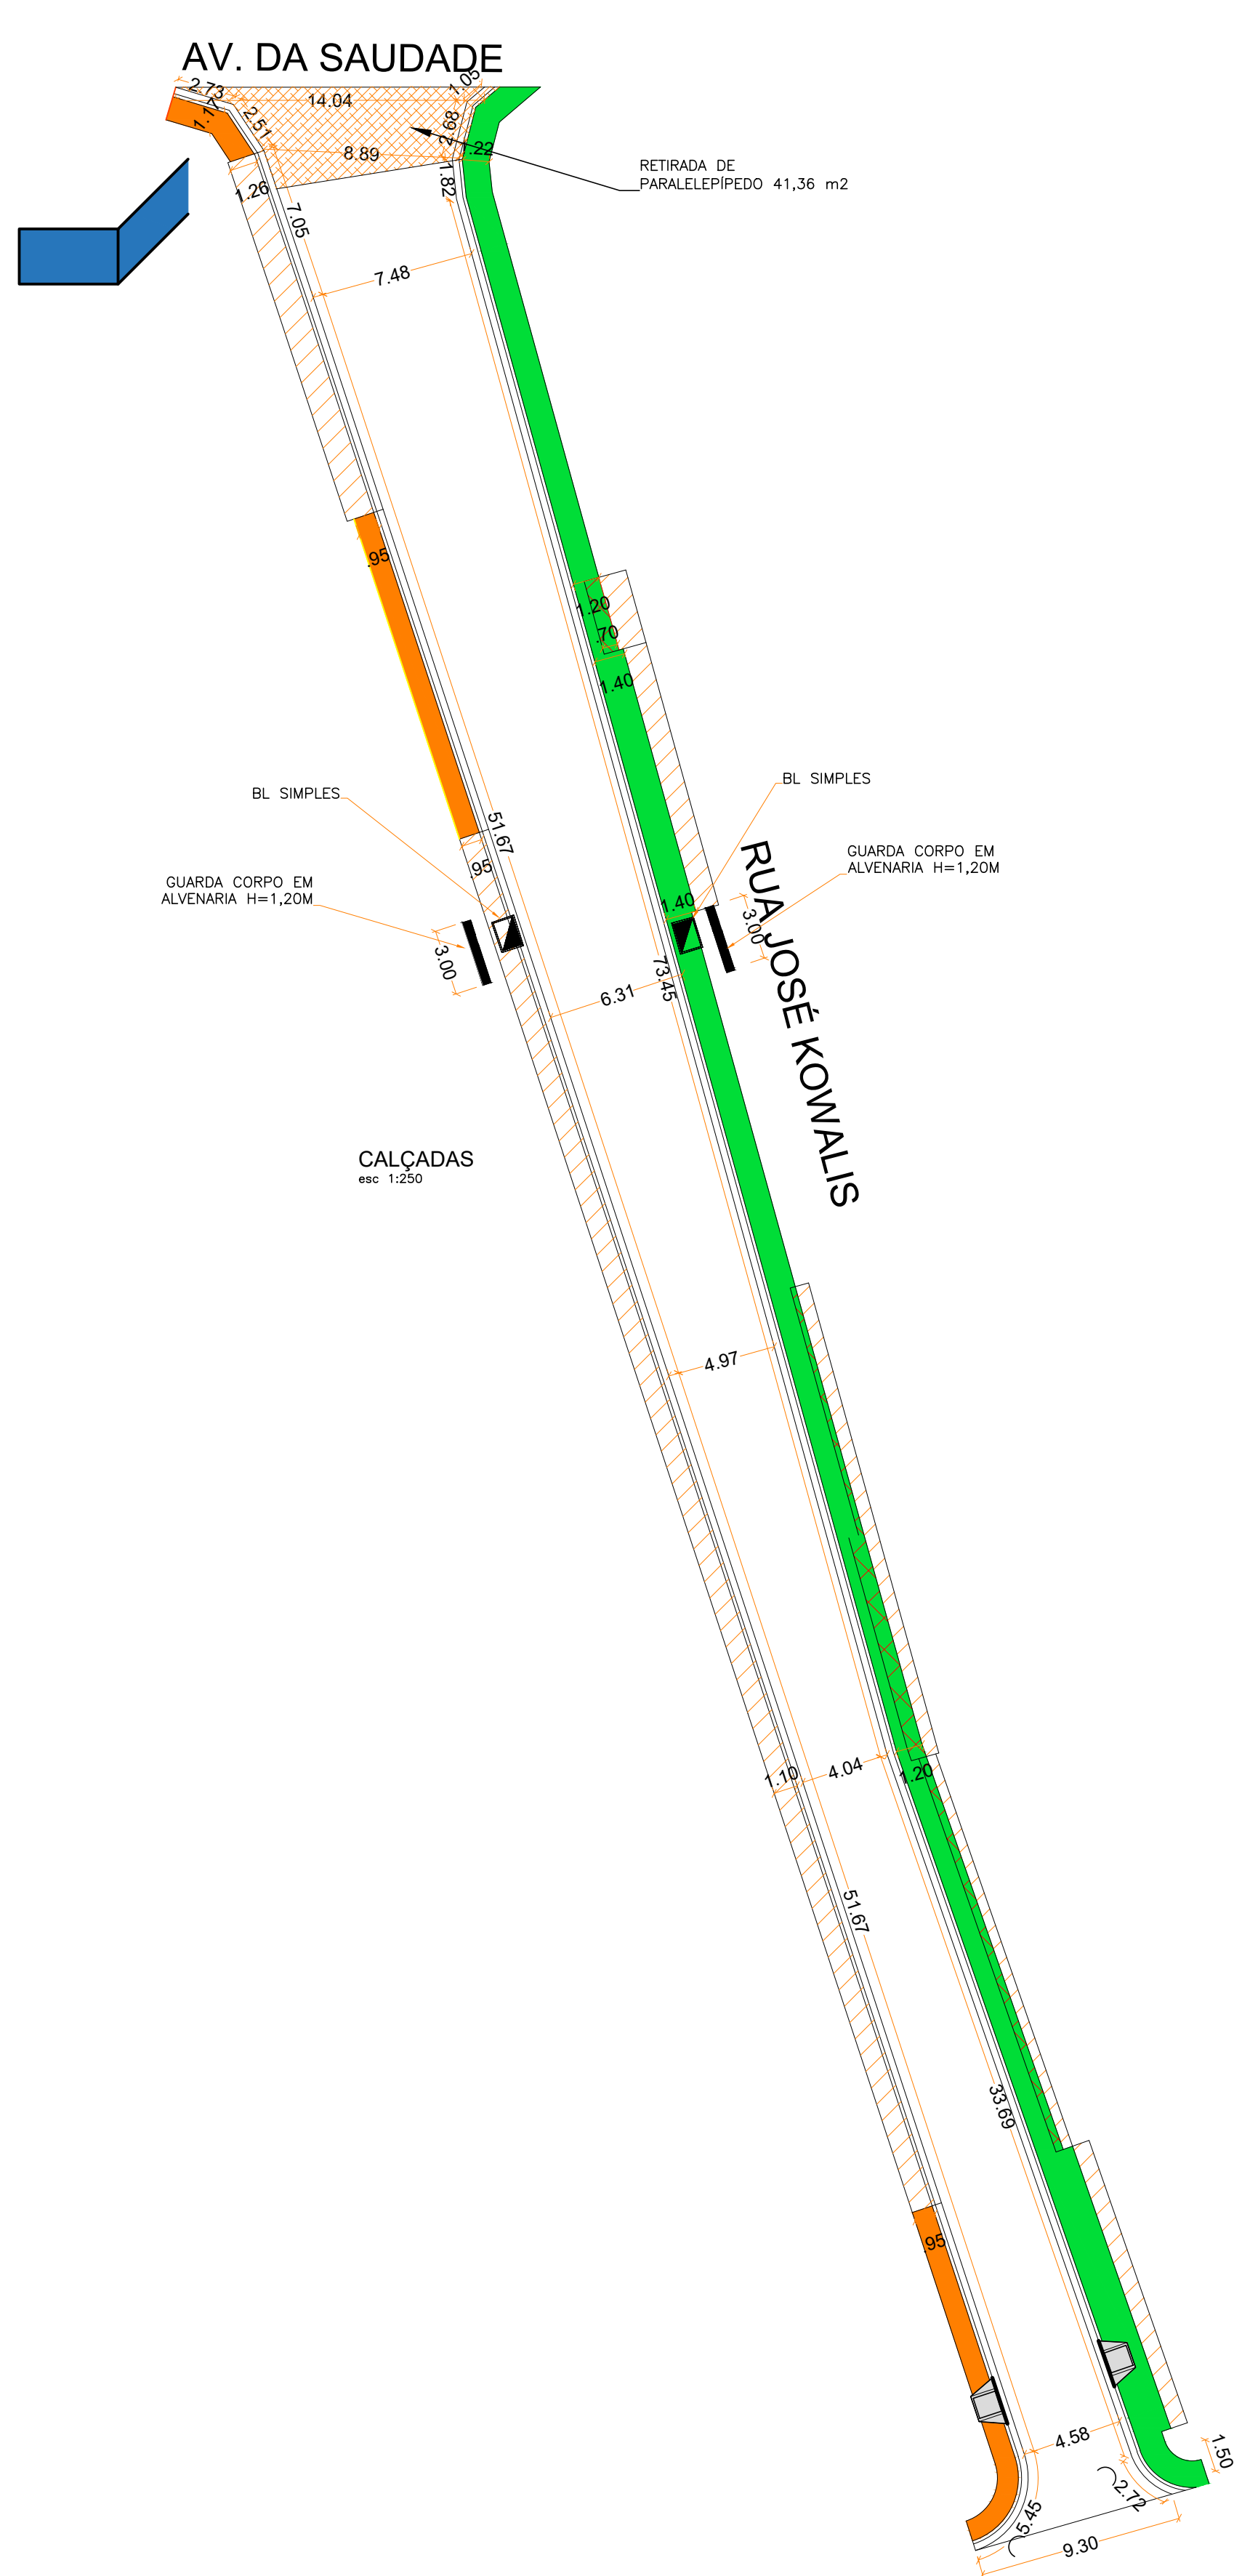 AV. DA SAUDADE
2.73
14.04
1.05
1.17
2.51
2.68
8.89
1.22
RETIRADA DE
PARALELEPÍPEDO 41,36 m2
1.26
1.82
7.05
7.48
.95
1.20
.70
1.40
BL SIMPLES
BL SIMPLES
51.67
GUARDA CORPO EM
ALVENARIA H=1,20M
.95
GUARDA CORPO EM
ALVENARIA H=1,20M
1.40
3.00
3.00
RUA JOSÉ KOWALIS
73.45
6.31
CALÇADAS
esc 1:250
4.97
1.10
4.04
1.20
51.67
33.69
.95
4.58
1.50
2.72
5.45
9.30